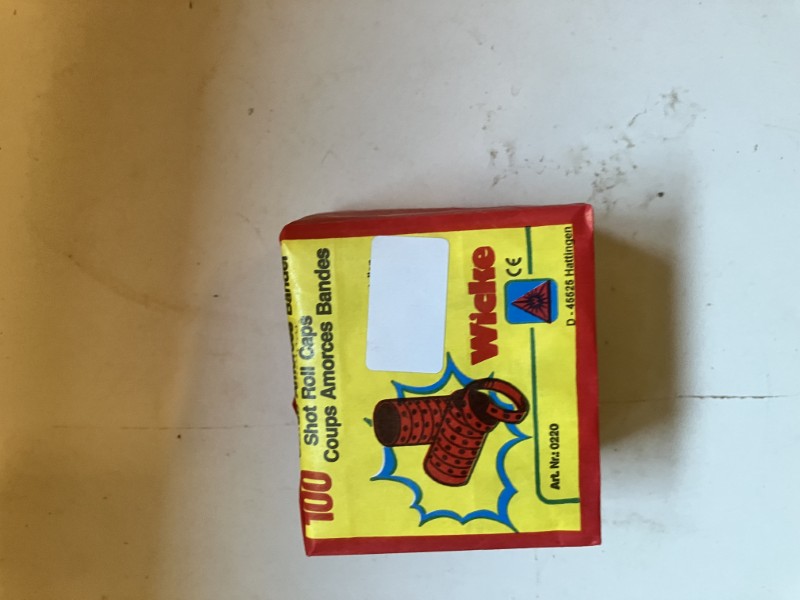 100
Shot Roll Caps
Coups Amorces Bandes
Wicke
CE
Art. Nr.: 0220
D - 45525 Hattingen